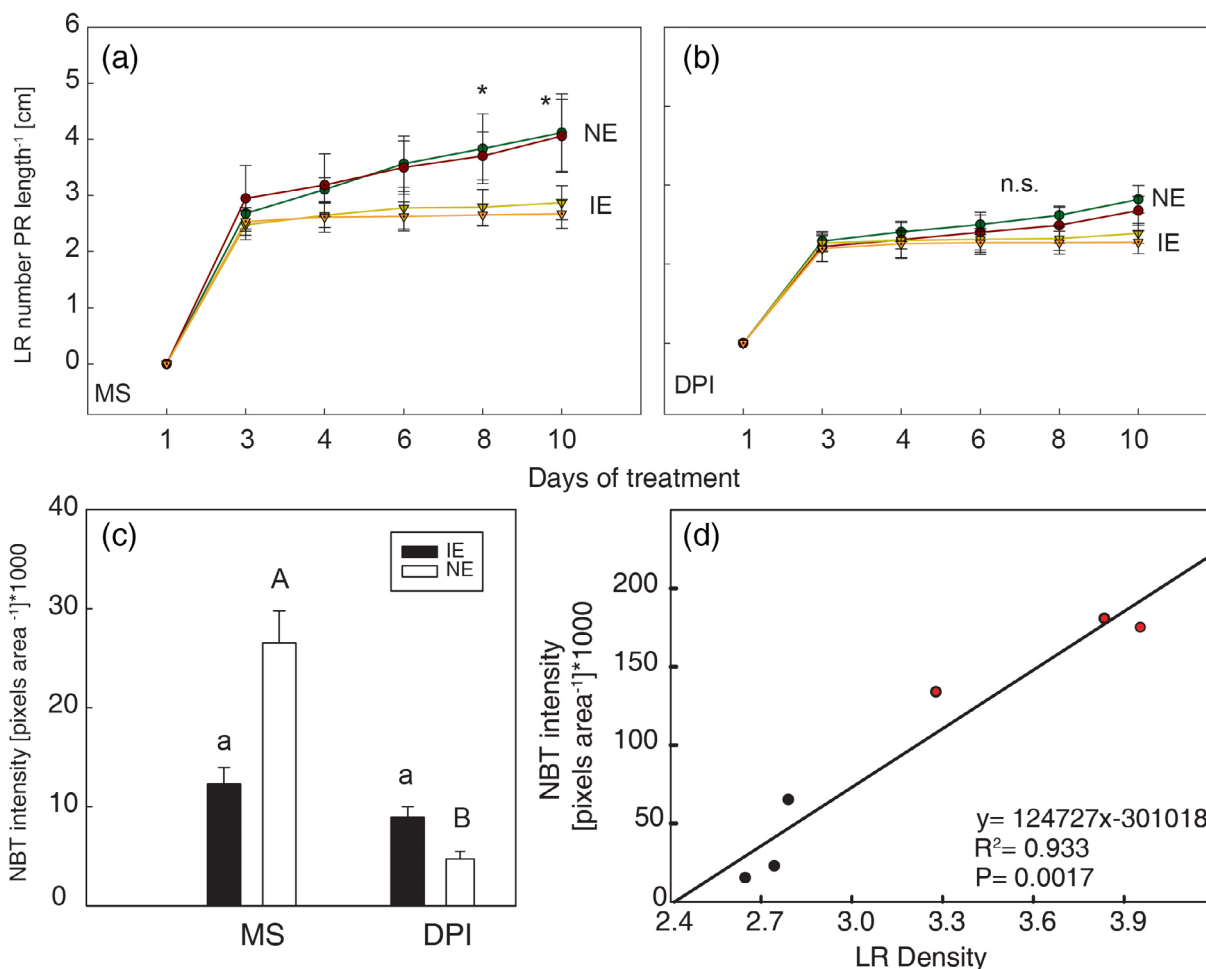 (a)
LR number PR length⁻¹ [cm]
6
5
4
3
2
1
0
* *
NE
IE
MS
1 3 4 6 8 10
(b)
n.s.
NE
IE
DPI
1 3 4 6 8 10
Days of treatment
(c)
NBT intensity [pixels area ⁻¹]*1000
40
30
20
10
0
IE
NE
a
A
a
B
MS DPI
(d)
NBT intensity
[pixels area⁻¹]*1000
200
150
100
50
0
y= 124727x-301018
R²= 0.933
P= 0.0017
2.4 2.7 3.0 3.3 3.6 3.9
LR Density